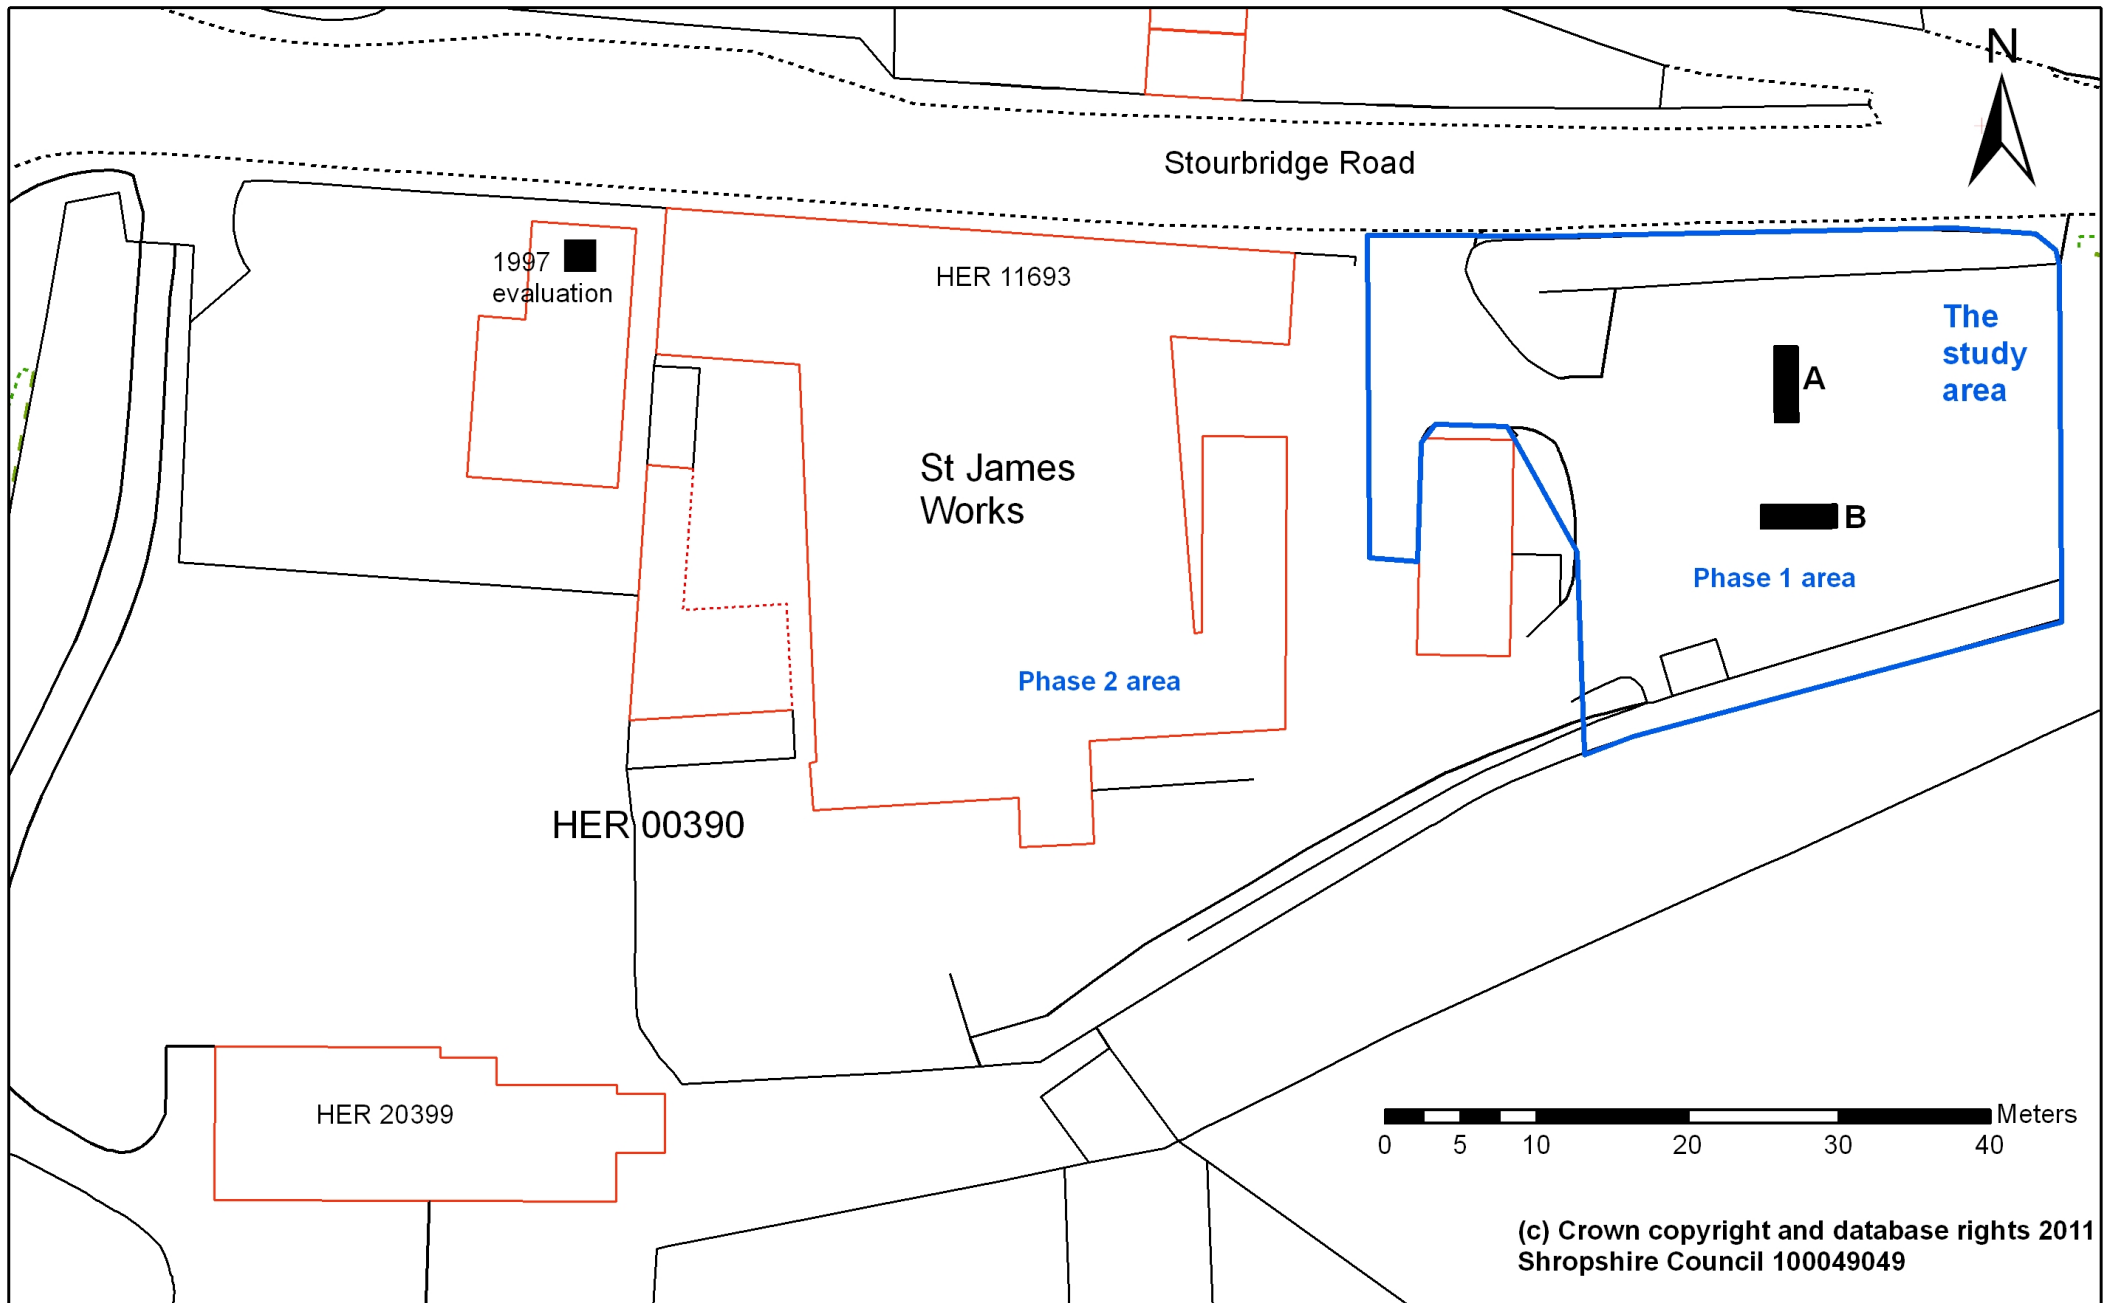 N
Stourbridge Road
1997
evaluation
HER 11693
The
study
area
A
St James
Works
B
Phase 1 area
Phase 2 area
HER 00390
HER 20399
Meters
0 5 10 20 30 40
(c) Crown copyright and database rights 2011
Shropshire Council 100049049